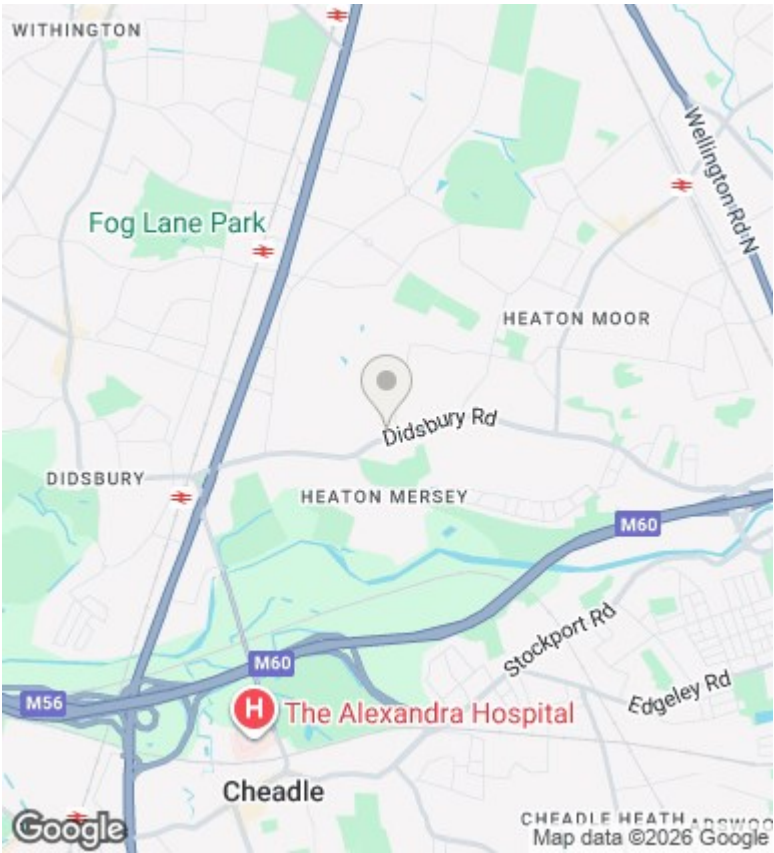 WITHINGTON
Wellington Rd N
Fog Lane Park
HEATON MOOR
Didsbury Rd
DIDSBURY
HEATON MERSEY
M60
Stockport Rd
M60
Edgeley Rd
M56
H
The Alexandra Hospital
Cheadle
CHEADLE HEATH
Google
Map data ©2026 Google